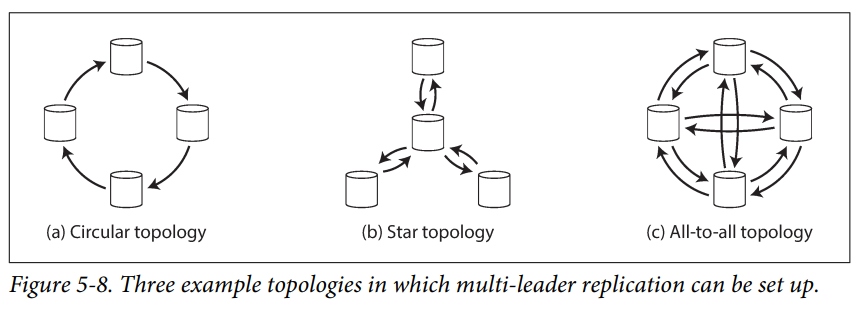 (a) Circular topology
(b) Star topology
(c) All-to-all topology
Figure 5-8. Three example topologies in which multi-leader replication can be set up.